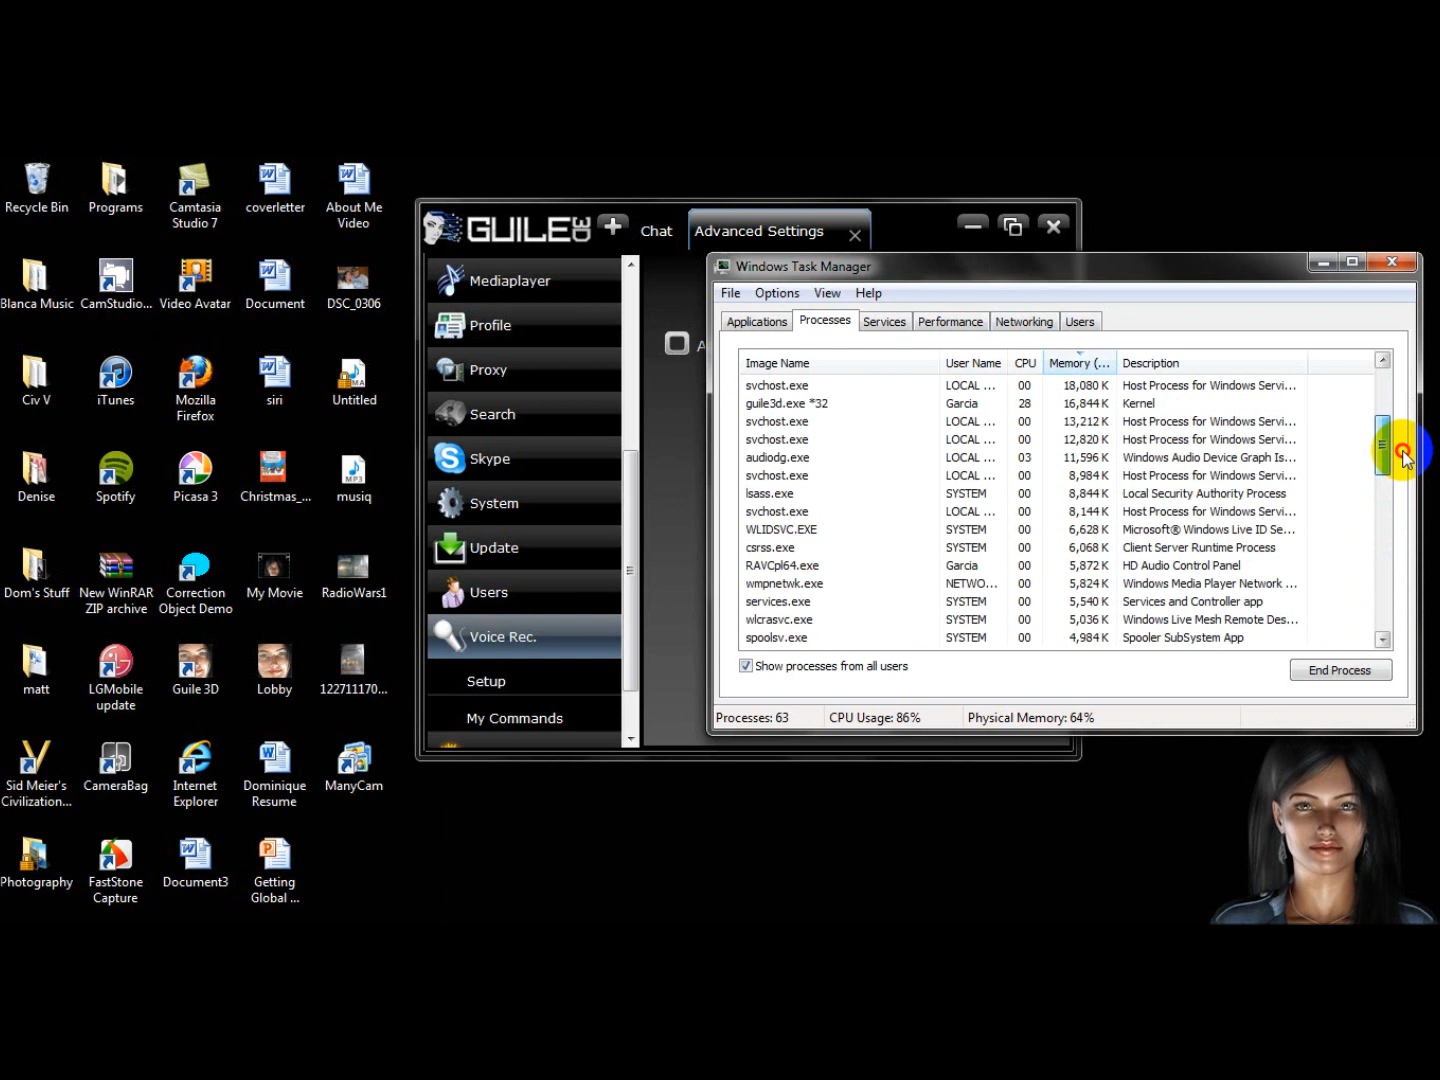 Recycle Bin
Programs
Camtasia
Studio 7
coverletter
About Me
Video
Blanca Music
CamStudio...
Video Avatar
Document
DSC_0306
Civ V
iTunes
Mozilla
Firefox
siri
Untitled
Denise
Spotify
Picasa 3
Christmas_...
musiq
Dom's Stuff
New WinRAR
ZIP archive
Correction
Object Demo
My Movie
RadioWars1
matt
LGMobile
update
Guile 3D
Lobby
122711170...
Sid Meier's
Civilization...
CameraBag
Internet
Explorer
Dominique
Resume
ManyCam
Photography
FastStone
Capture
Document3
Getting
Global ...
GUILE3D
Chat
Advanced Settings
Mediaplayer
Profile
Proxy
Search
Skype
System
Update
Users
Voice Rec.
Setup
My Commands
A
Windows Task Manager
File Options View Help
Applications Processes Services Performance Networking Users
Image Name User Name CPU Memory (... Description
svchost.exe LOCAL ... 00 18,080 K Host Process for Windows Servi...
guile3d.exe *32 Garcia 28 16,844 K Kernel
svchost.exe LOCAL ... 00 13,212 K Host Process for Windows Servi...
svchost.exe LOCAL ... 00 12,820 K Host Process for Windows Servi...
audiodg.exe LOCAL ... 03 11,596 K Windows Audio Device Graph Is...
svchost.exe LOCAL ... 00 8,984 K Host Process for Windows Servi...
lsass.exe SYSTEM 00 8,844 K Local Security Authority Process
svchost.exe LOCAL ... 00 8,144 K Host Process for Windows Servi...
WLIDSVC.EXE SYSTEM 00 6,628 K Microsoft® Windows Live ID Se...
csrss.exe SYSTEM 00 6,068 K Client Server Runtime Process
RAVCpl64.exe Garcia 00 5,872 K HD Audio Control Panel
wmpnetwk.exe NETWO... 00 5,824 K Windows Media Player Network ...
services.exe SYSTEM 00 5,540 K Services and Controller app
wlcrasvc.exe SYSTEM 00 5,036 K Windows Live Mesh Remote Des...
spoolsv.exe SYSTEM 00 4,984 K Spooler SubSystem App
Show processes from all users
End Process
Processes: 63 CPU Usage: 86% Physical Memory: 64%